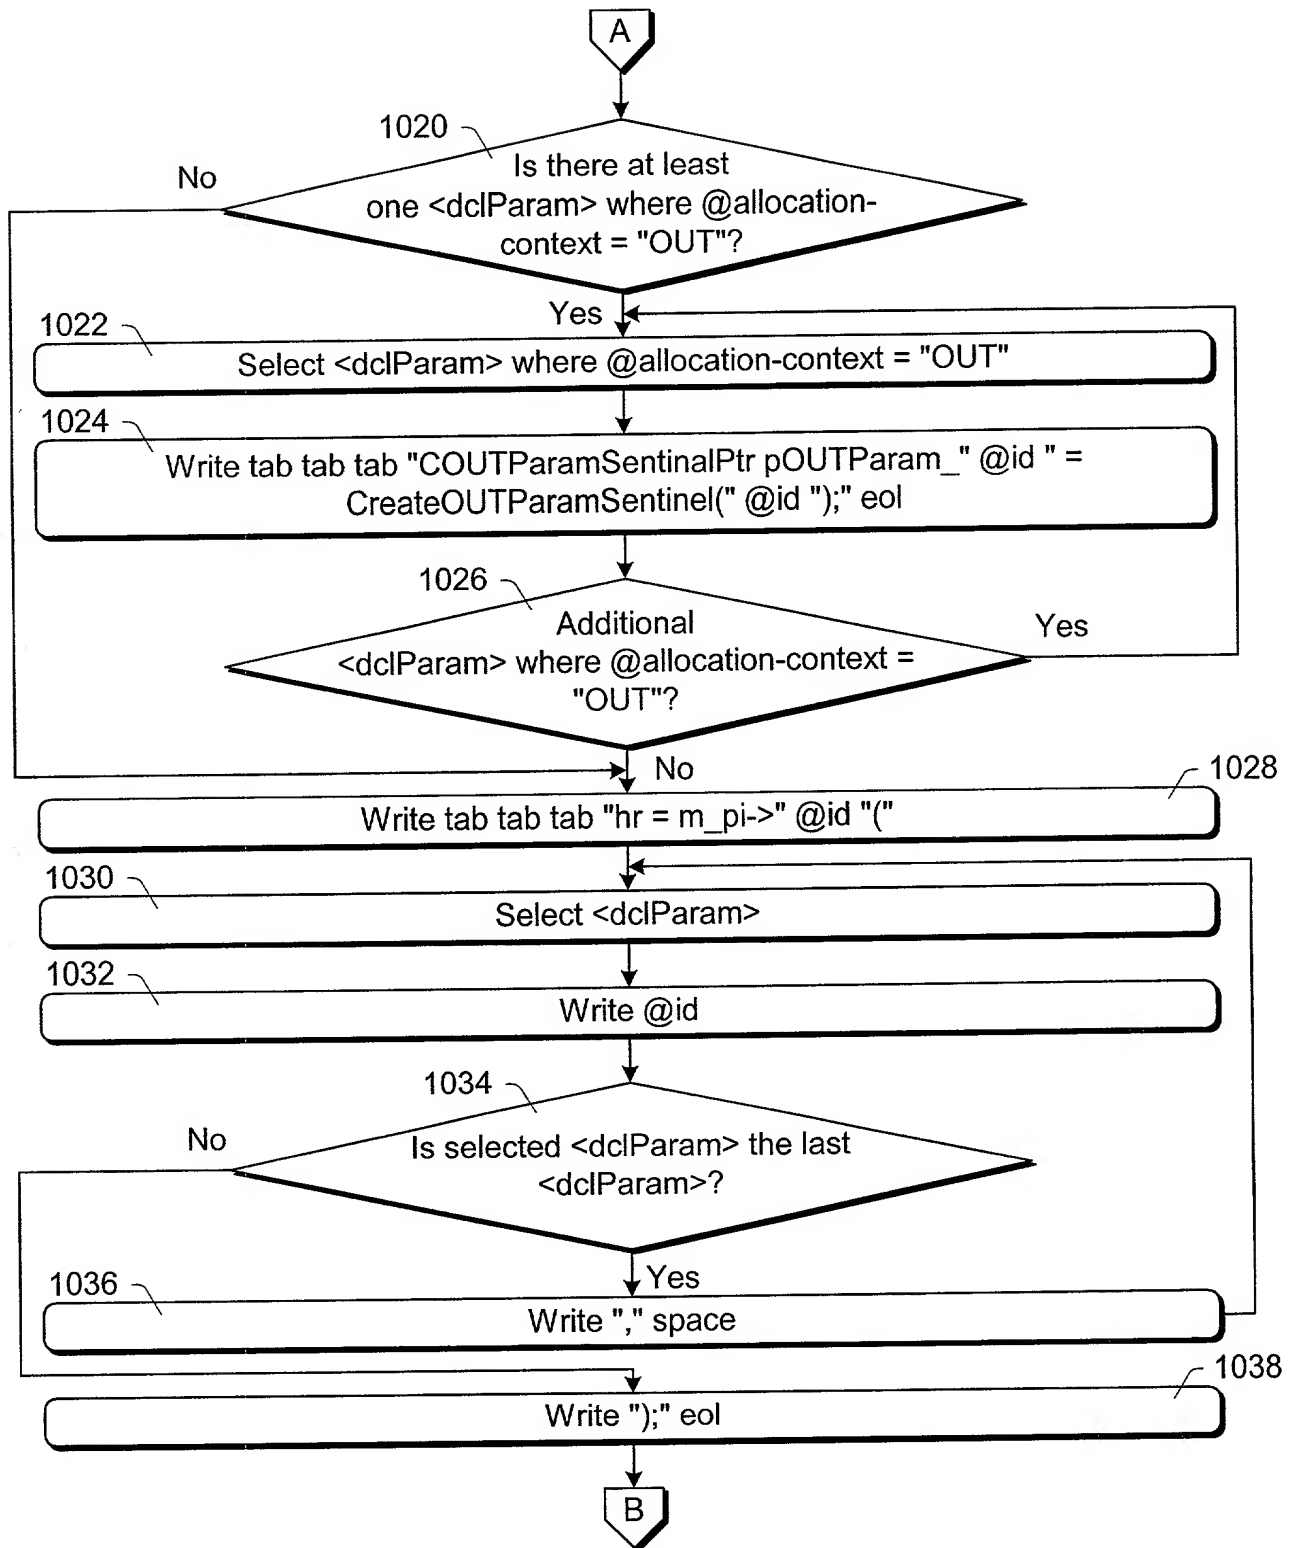 A
1020
No
Is there at least
one <dclParam> where @allocation-
context = "OUT"?
Yes
1022
Select <dclParam> where @allocation-context = "OUT"
1024
Write tab tab tab "COUTParamSentinalPtr pOUTParam_" @id " =
CreateOUTParamSentinel(" @id ");" eol
1026
Additional
<dclParam> where @allocation-context =
"OUT"?
Yes
No
1028
Write tab tab tab "hr = m_pi->" @id "("
1030
Select <dclParam>
1032
Write @id
1034
No
Is selected <dclParam> the last
<dclParam>?
Yes
1036
Write "," space
1038
Write ");" eol
B